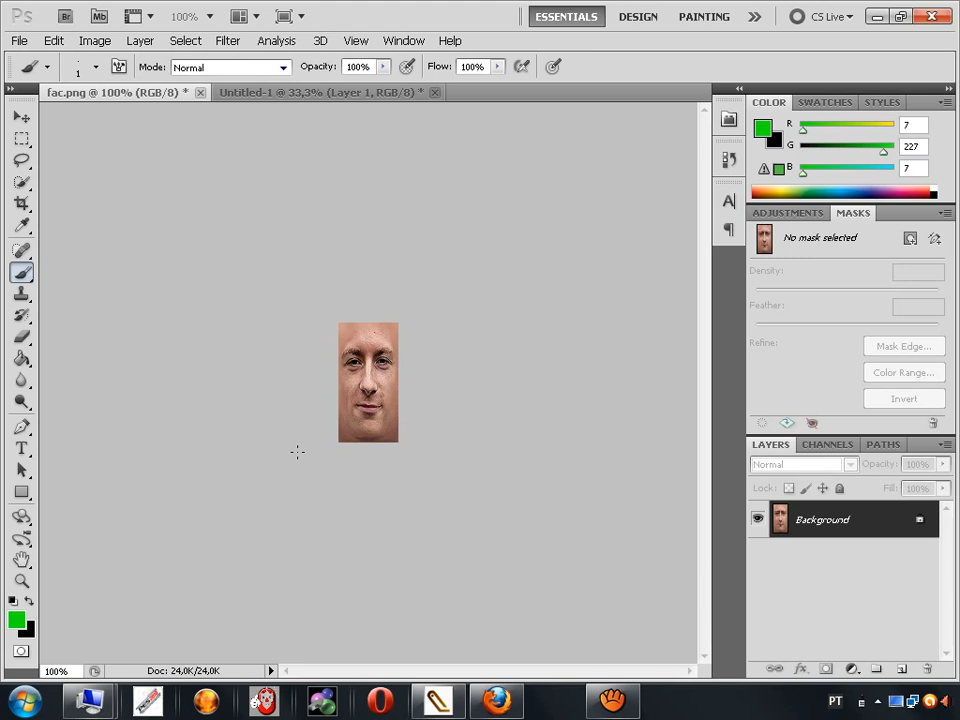 Ps Br Mb 100% ESSENTIALS DESIGN PAINTING CS Live
File Edit Image Layer Select Filter Analysis 3D View Window Help
1 Mode: Normal Opacity: 100% Flow: 100%
fac.png @ 100% (RGB/8) * Untitled-1 @ 33,3% (Layer 1, RGB/8) *
COLOR SWATCHES STYLES
R 7
G 227
B 7
ADJUSTMENTS MASKS
No mask selected
Density:
Feather:
Refine: Mask Edge...
Color Range...
Invert
LAYERS CHANNELS PATHS
Normal Opacity: 100%
Lock: Fill: 100%
Background
100% Doc: 24,0K/24,0K
PT